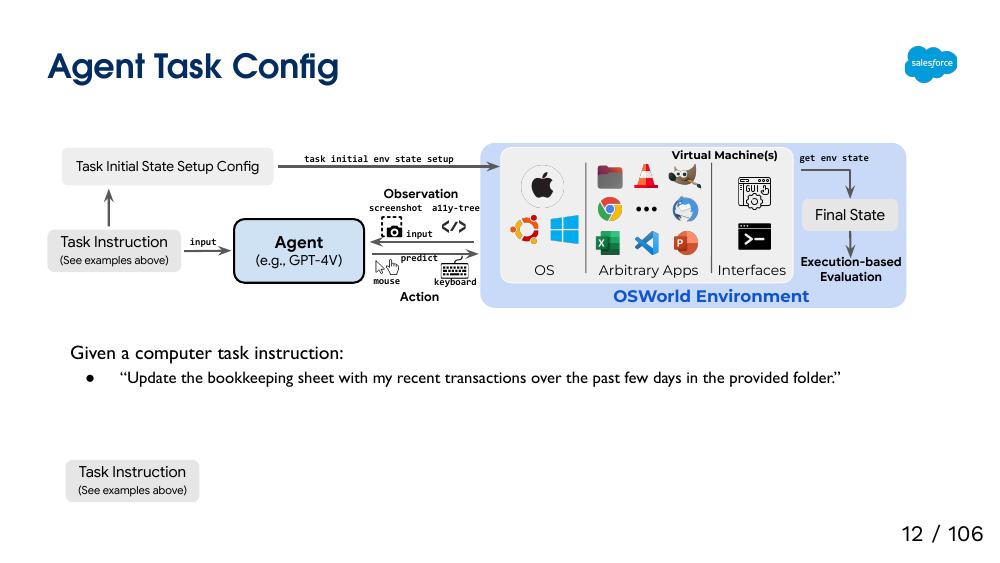 Agent Task Config
salesforce
Task Initial State Setup Config
task initial env state setup
Virtual Machine(s)
get env state
Observation
screenshot a11y-tree
Task Instruction
(See examples above)
input
Agent
(e.g., GPT-4V)
input
predict
mouse
keyboard
Action
OS
Arbitrary Apps
Interfaces
GUI
OSWorld Environment
Final State
Execution-based
Evaluation
Given a computer task instruction:
● “Update the bookkeeping sheet with my recent transactions over the past few days in the provided folder.”
Task Instruction
(See examples above)
12 / 106